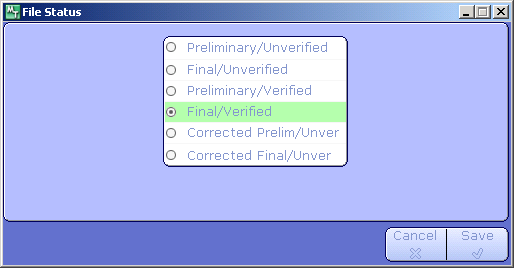 File Status
Preliminary/Unverified
Final/Unverified
Preliminary/Verified
Final/Verified
Corrected Prelim/Unver
Corrected Final/Unver
Cancel Save